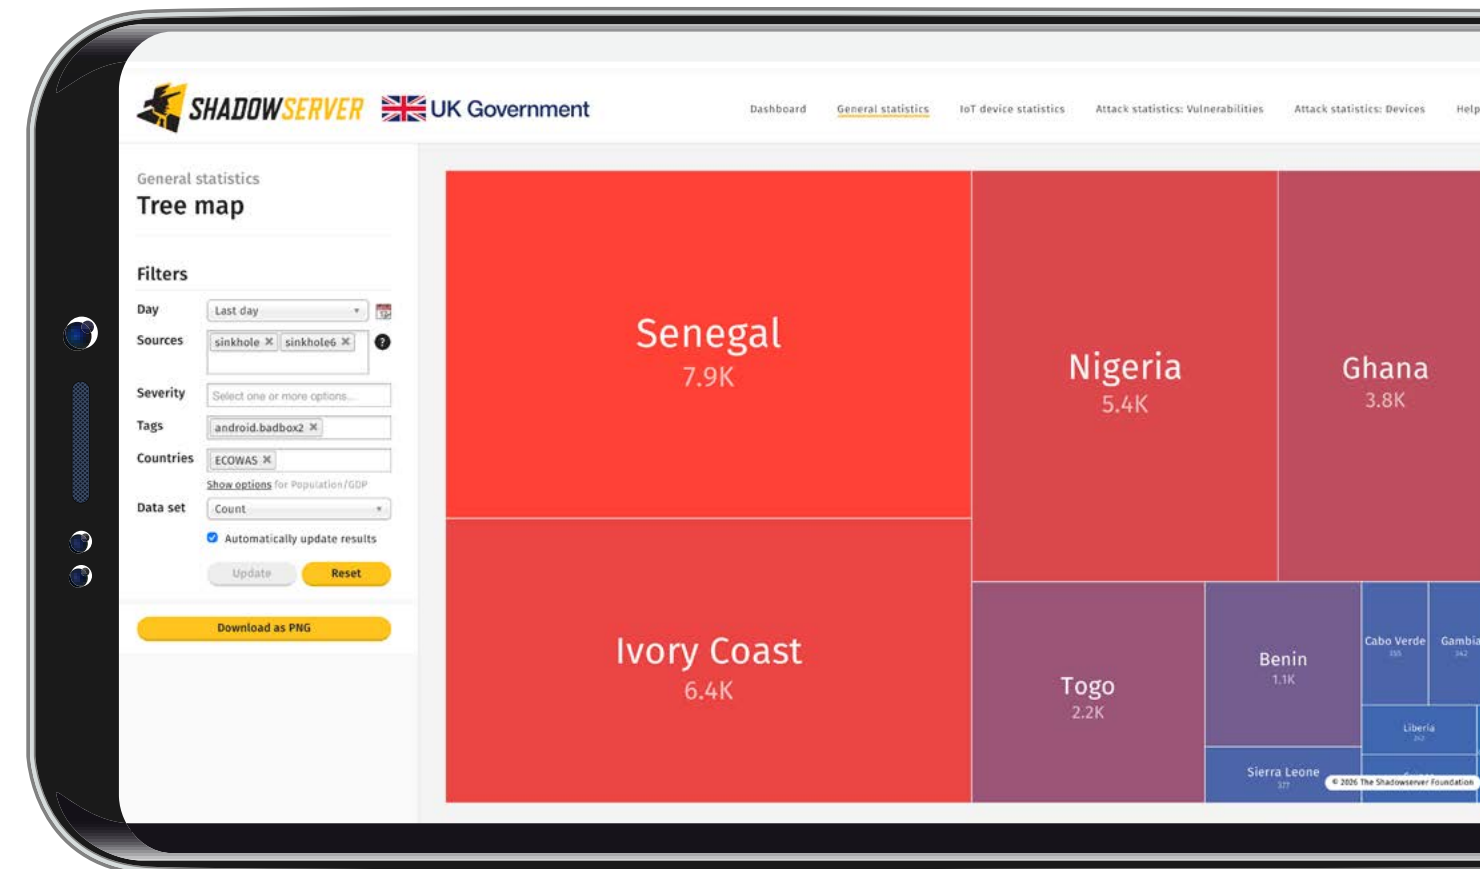 SHADOWSERVER UK Government
Dashboard General statistics IoT device statistics Attack statistics: Vulnerabilities Attack statistics: Devices Help
General statistics
Tree map
Filters
Day Last day
Sources sinkhole × sinkhole6 × ?
Severity Select one or more options...
Tags android.badbox2 ×
Countries ECOWAS ×
Show options for Population/GDP
Data set Count
Automatically update results
Update Reset
Download as PNG
Senegal
7.9K
Ivory Coast
6.4K
Nigeria
5.4K
Ghana
3.8K
Togo
2.2K
Benin
1.1K
Sierra Leone
377
Cabo Verde
Gambia
342
Liberia
© 2026 The Shadowserver Foundation